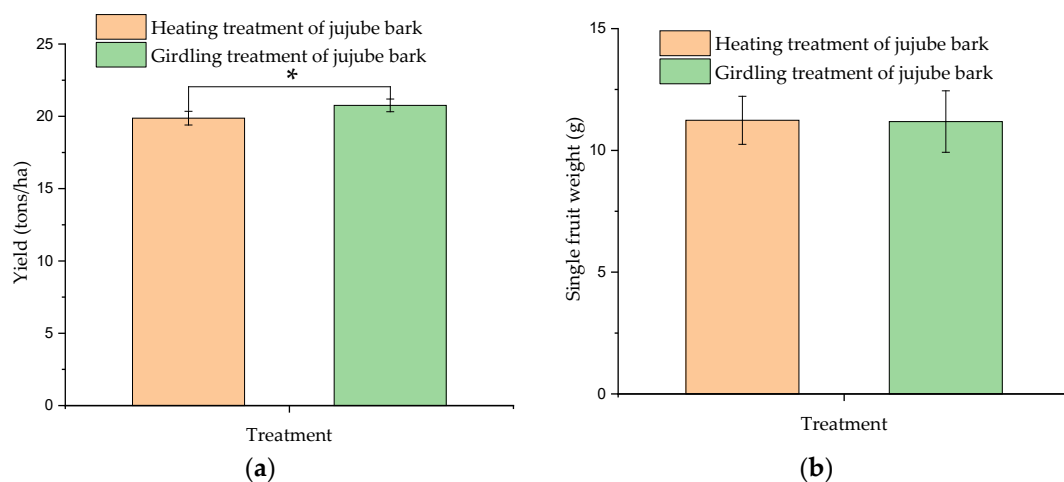 Heating treatment of jujube bark
Girdling treatment of jujube bark
*
25
20
15
10
5
0
Yield (tons/ha)
Treatment
(a)
Heating treatment of jujube bark
Girdling treatment of jujube bark
15
10
5
0
Single fruit weight (g)
Treatment
(b)